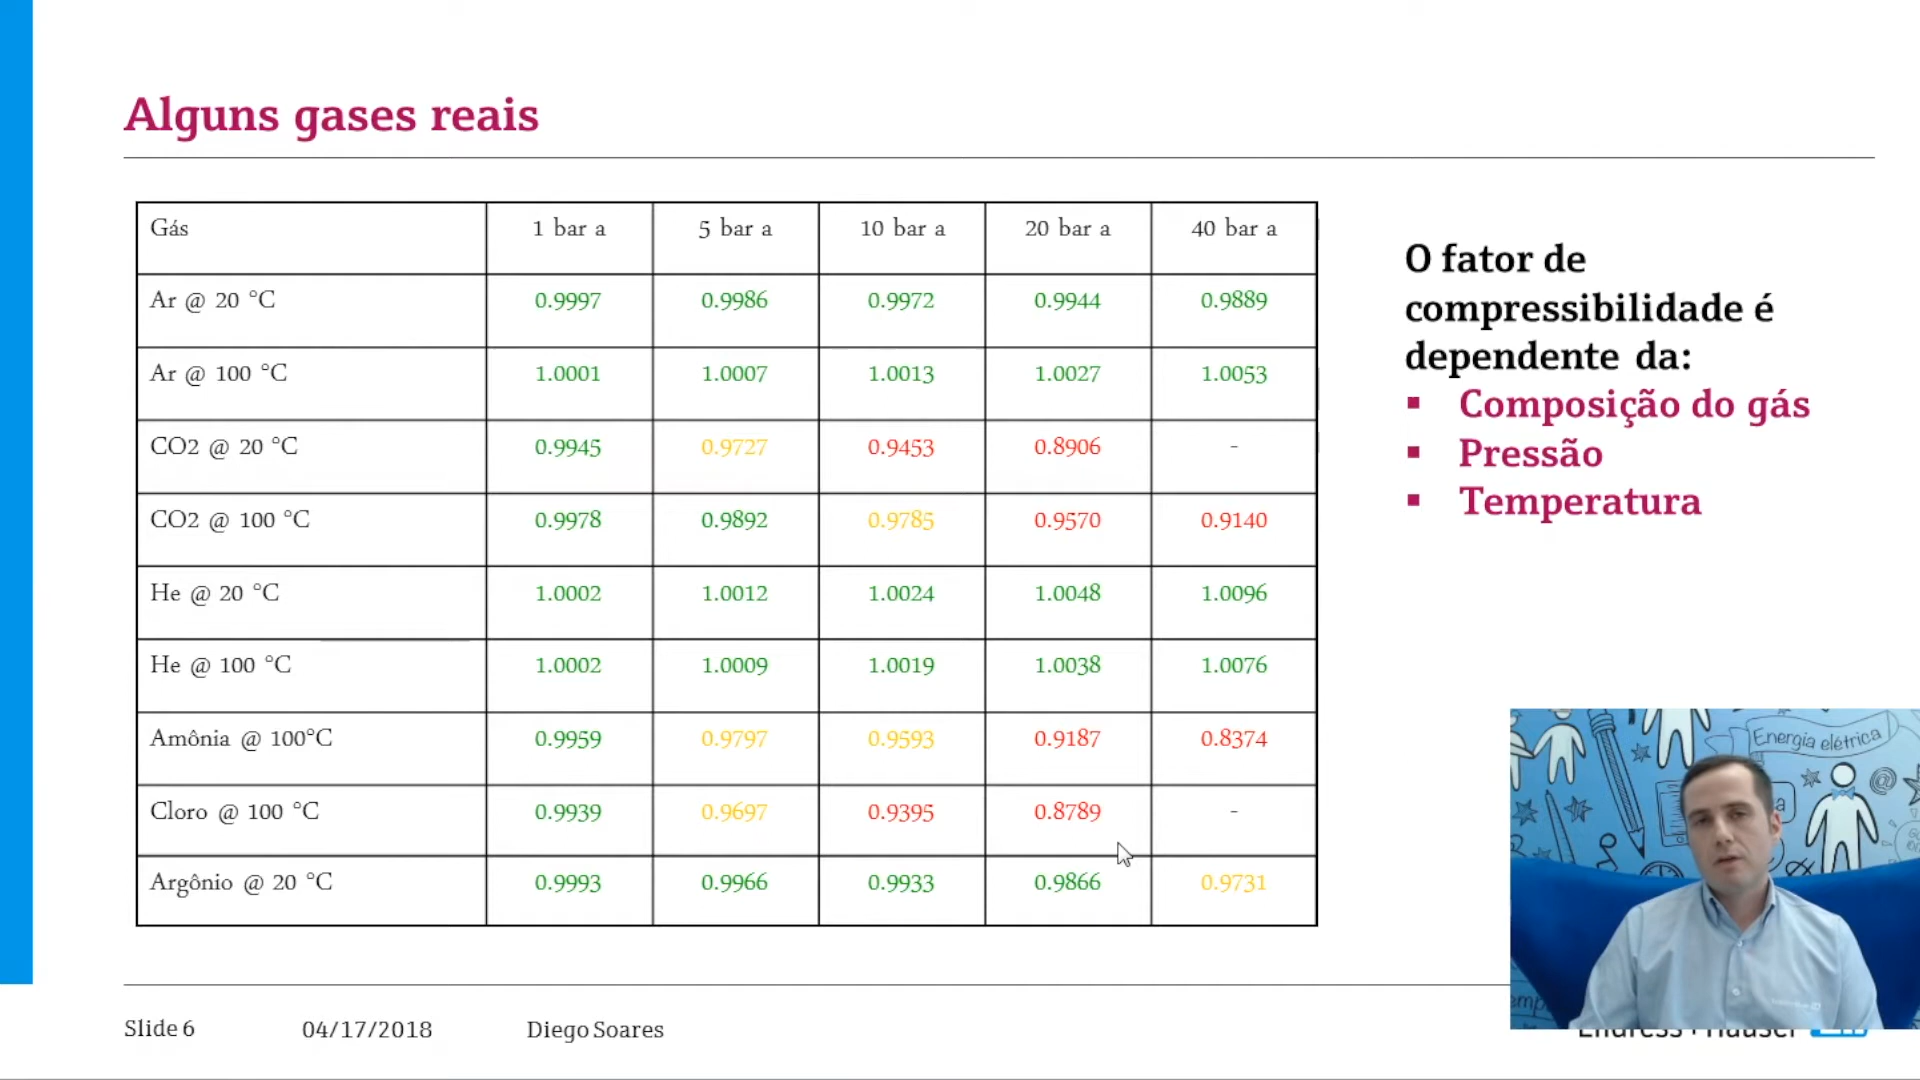 Alguns gases reais
Gás 1 bar a 5 bar a 10 bar a 20 bar a 40 bar a
Ar @ 20 °C 0.9997 0.9986 0.9972 0.9944 0.9889
Ar @ 100 °C 1.0001 1.0007 1.0013 1.0027 1.0053
CO2 @ 20 °C 0.9945 0.9727 0.9453 0.8906 -
CO2 @ 100 °C 0.9978 0.9892 0.9785 0.9570 0.9140
He @ 20 °C 1.0002 1.0012 1.0024 1.0048 1.0096
He @ 100 °C 1.0002 1.0009 1.0019 1.0038 1.0076
Amônia @ 100°C 0.9959 0.9797 0.9593 0.9187 0.8374
Cloro @ 100 °C 0.9939 0.9697 0.9395 0.8789 -
Argônio @ 20 °C 0.9993 0.9966 0.9933 0.9866 0.9731
O fator de
compressibilidade é
dependente da:
▪ Composição do gás
▪ Pressão
▪ Temperatura
Energia elétrica
@
Slide 6 04/17/2018 Diego Soares
Endress+Hauser